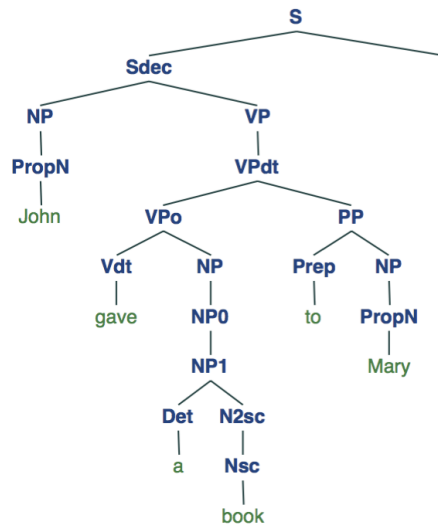 S
Sdec
NP VP
PropN VPdt
John VPo PP
Vdt NP Prep NP
gave NP0 to PropN
NP1 Mary
Det N2sc
a Nsc
book